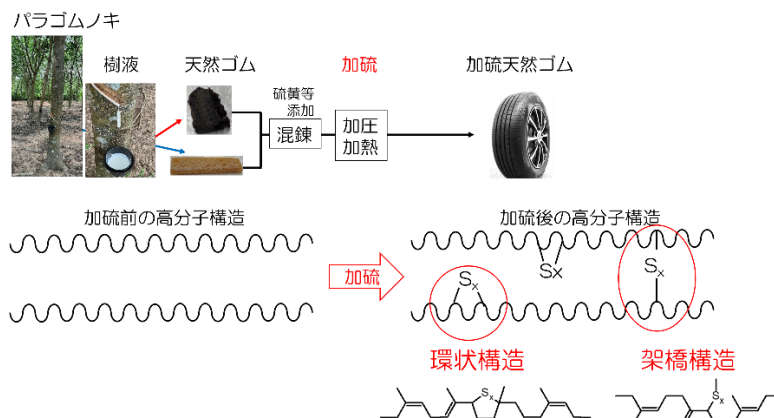 パラゴムノキ
樹液
天然ゴム
加硫
加硫天然ゴム
硫黄等
添加
混錬
加圧
加熱
加硫前の高分子構造
加硫後の高分子構造
加硫
Sx
Sx
Sx
環状構造
架橋構造
Sx
Sx